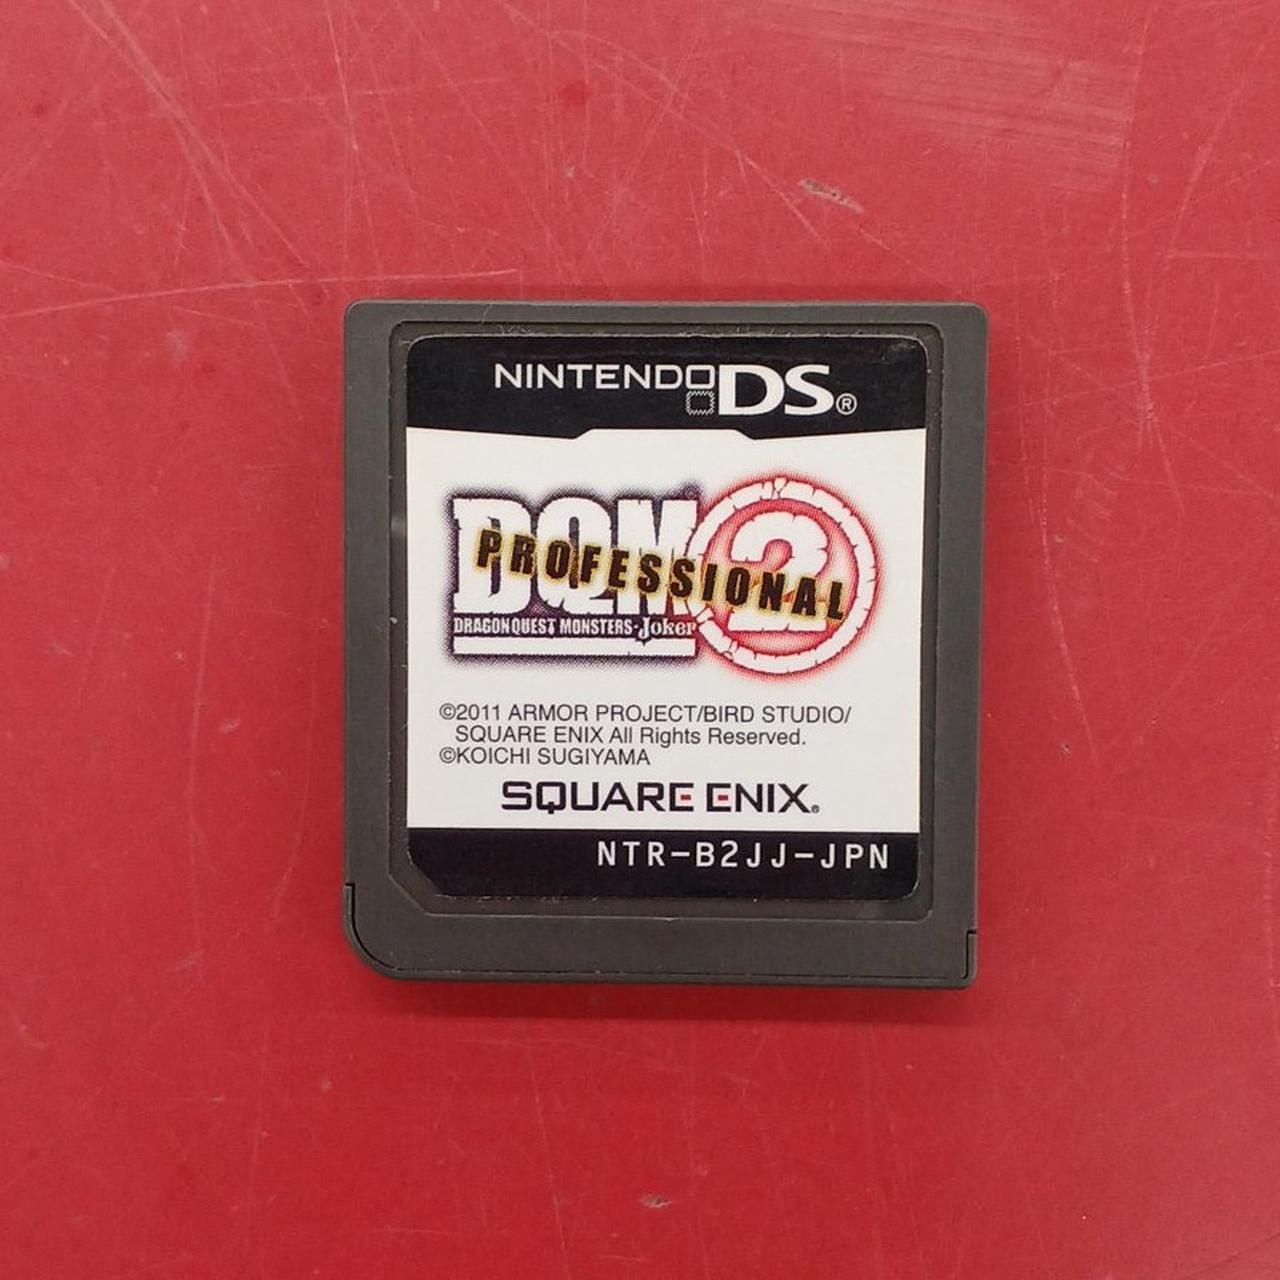 NINTENDO DS®
DQM 2
PROFESSIONAL
DRAGON QUEST MONSTERS-Joker
©2011 ARMOR PROJECT/BIRD STUDIO/
SQUARE ENIX All Rights Reserved.
©KOICHI SUGIYAMA
SQUARE ENIX®
NTR-B2JJ-JPN